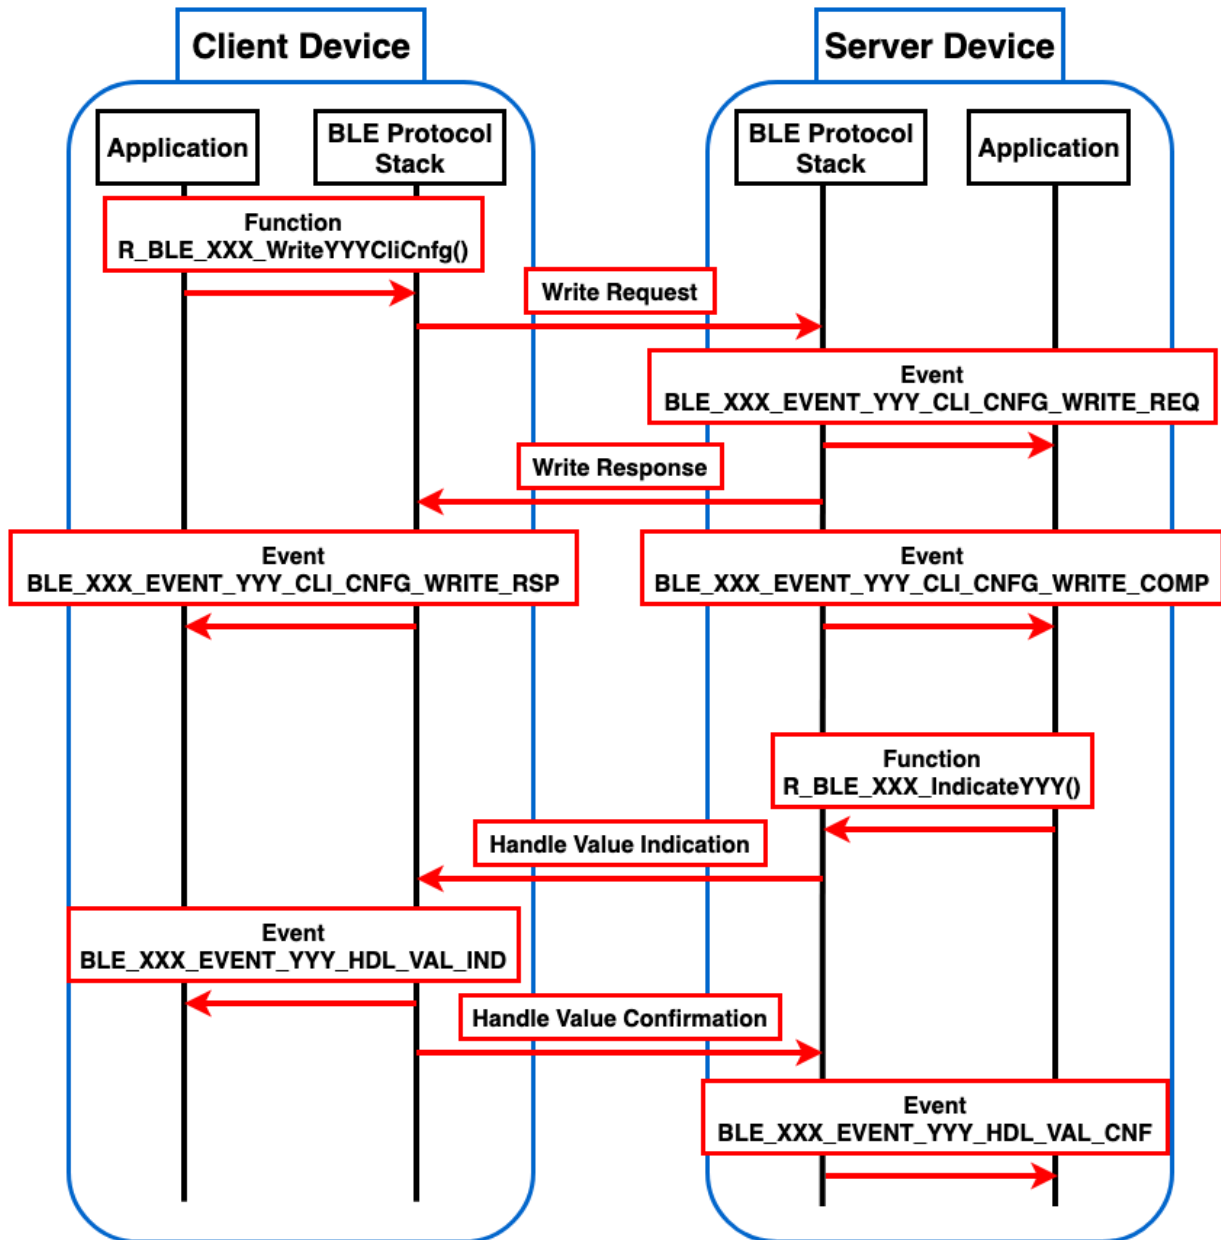 Client Device
Server Device
Application
BLE Protocol
Stack
BLE Protocol
Stack
Application
Function
R_BLE_XXX_WriteYYYCliCnfg()
Write Request
Event
BLE_XXX_EVENT_YYY_CLI_CNFG_WRITE_REQ
Write Response
Event
BLE_XXX_EVENT_YYY_CLI_CNFG_WRITE_RSP
Event
BLE_XXX_EVENT_YYY_CLI_CNFG_WRITE_COMP
Function
R_BLE_XXX_IndicateYYY()
Handle Value Indication
Event
BLE_XXX_EVENT_YYY_HDL_VAL_IND
Handle Value Confirmation
Event
BLE_XXX_EVENT_YYY_HDL_VAL_CNF